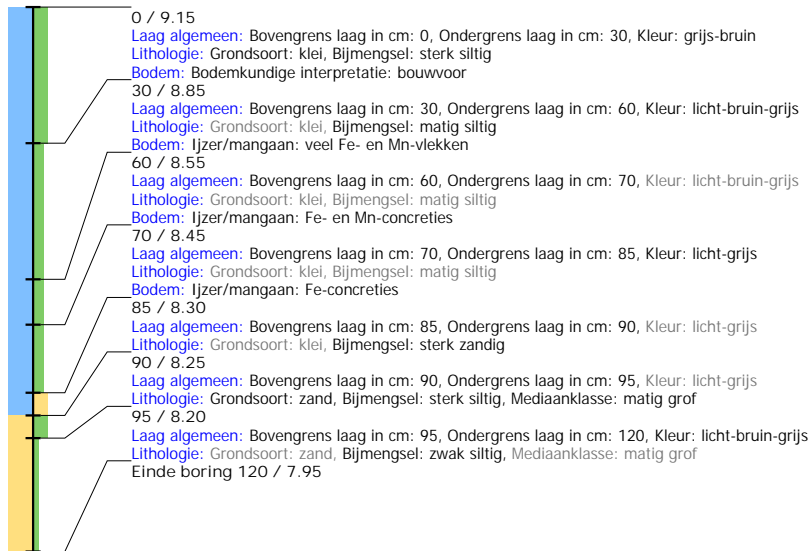 0 / 9.15
Laag algemeen: Bovengrens laag in cm: 0, Ondergrens laag in cm: 30, Kleur: grijs-bruin
Lithologie: Grondsoort: klei, Bijmengsel: sterk siltig
Bodem: Bodemkundige interpretatie: bouwvoor
30 / 8.85
Laag algemeen: Bovengrens laag in cm: 30, Ondergrens laag in cm: 60, Kleur: licht-bruin-grijs
Lithologie: Grondsoort: klei, Bijmengsel: matig siltig
Bodem: Ijzer/mangaan: veel Fe- en Mn-vlekken
60 / 8.55
Laag algemeen: Bovengrens laag in cm: 60, Ondergrens laag in cm: 70, Kleur: licht-bruin-grijs
Lithologie: Grondsoort: klei, Bijmengsel: matig siltig
Bodem: Ijzer/mangaan: Fe- en Mn-concreties
70 / 8.45
Laag algemeen: Bovengrens laag in cm: 70, Ondergrens laag in cm: 85, Kleur: licht-grijs
Lithologie: Grondsoort: klei, Bijmengsel: matig siltig
Bodem: Ijzer/mangaan: Fe-concreties
85 / 8.30
Laag algemeen: Bovengrens laag in cm: 85, Ondergrens laag in cm: 90, Kleur: licht-grijs
Lithologie: Grondsoort: klei, Bijmengsel: sterk zandig
90 / 8.25
Laag algemeen: Bovengrens laag in cm: 90, Ondergrens laag in cm: 95, Kleur: licht-grijs
Lithologie: Grondsoort: zand, Bijmengsel: sterk siltig, Mediaanklasse: matig grof
95 / 8.20
Laag algemeen: Bovengrens laag in cm: 95, Ondergrens laag in cm: 120, Kleur: licht-bruin-grijs
Lithologie: Grondsoort: zand, Bijmengsel: zwak siltig, Mediaanklasse: matig grof
Einde boring 120 / 7.95